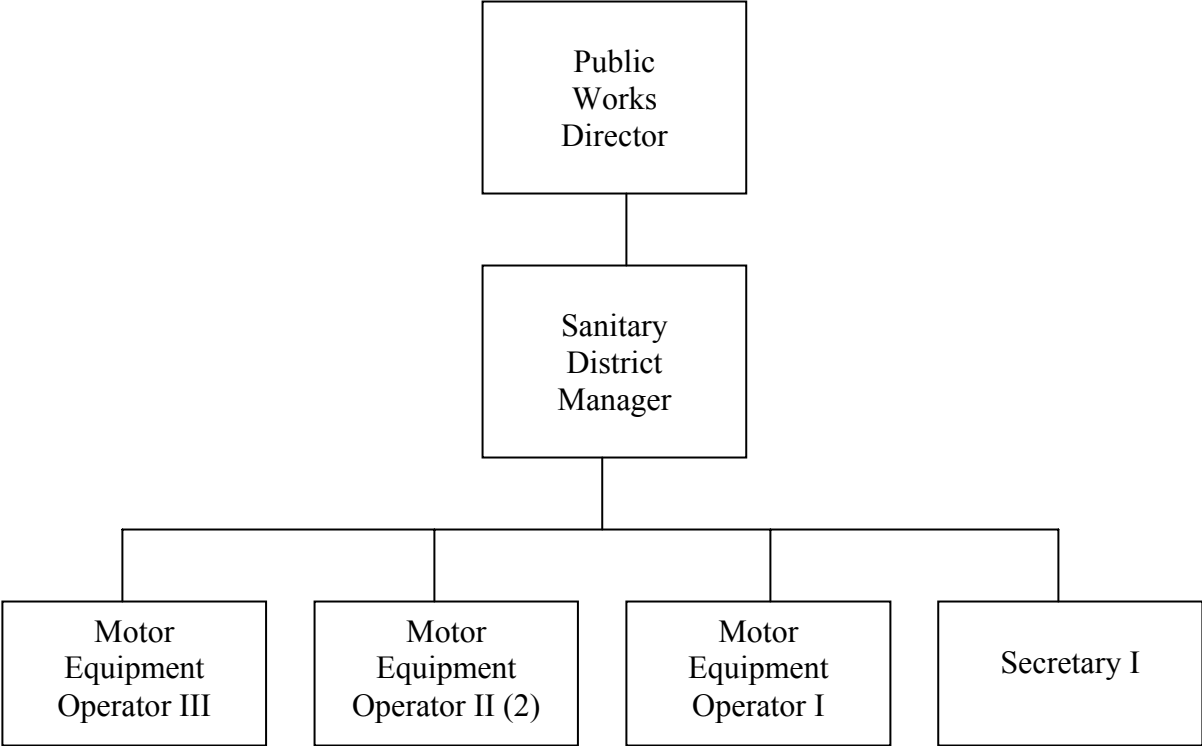 Public
Works
Director
Sanitary
District
Manager
Motor
Equipment
Operator III
Motor
Equipment
Operator II (2)
Motor
Equipment
Operator I
Secretary I